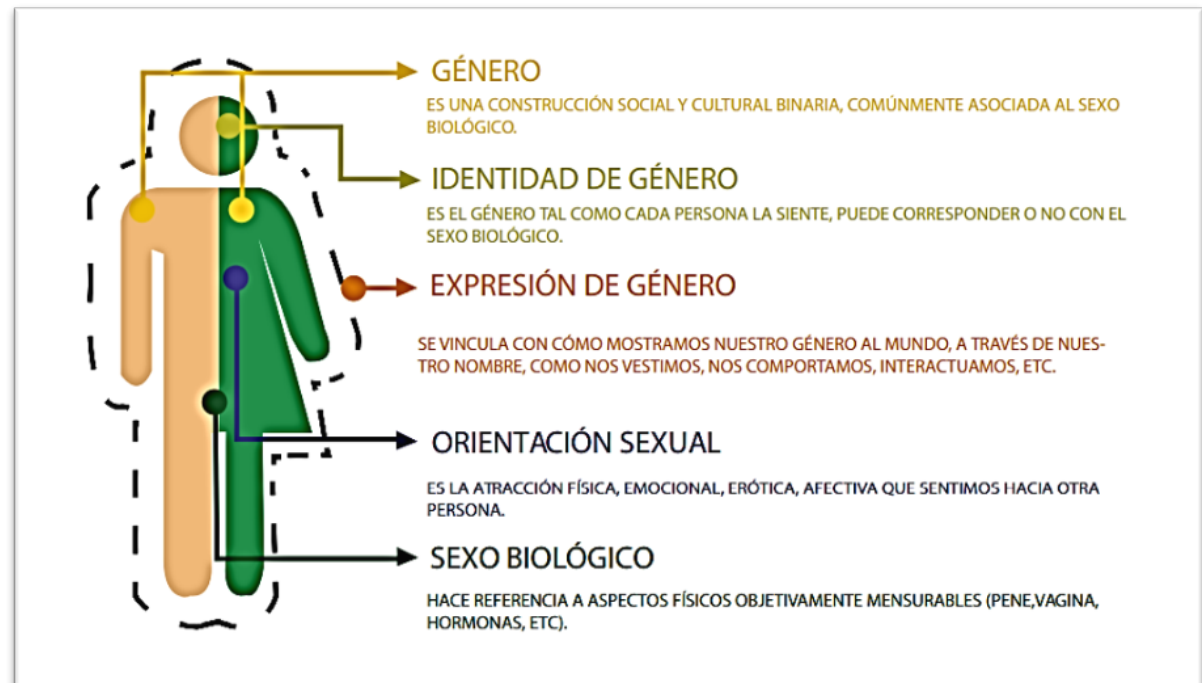 GÉNERO
ES UNA CONSTRUCCIÓN SOCIAL Y CULTURAL BINARIA, COMÚNMENTE ASOCIADA AL SEXO
BIOLÓGICO.
IDENTIDAD DE GÉNERO
ES EL GÉNERO TAL COMO CADA PERSONA LA SIENTE, PUEDE CORRESPONDER O NO CON EL
SEXO BIOLÓGICO.
EXPRESIÓN DE GÉNERO
SE VINCULA CON CÓMO MOSTRAMOS NUESTRO GÉNERO AL MUNDO, A TRAVÉS DE NUES-
TRO NOMBRE, COMO NOS VESTIMOS, NOS COMPORTAMOS, INTERACTUAMOS, ETC.
ORIENTACIÓN SEXUAL
ES LA ATRACCIÓN FÍSICA, EMOCIONAL, ERÓTICA, AFECTIVA QUE SENTIMOS HACIA OTRA
PERSONA.
SEXO BIOLÓGICO
HACE REFERENCIA A ASPECTOS FÍSICOS OBJETIVAMENTE MENSURABLES (PENE,VAGINA,
HORMONAS, ETC).